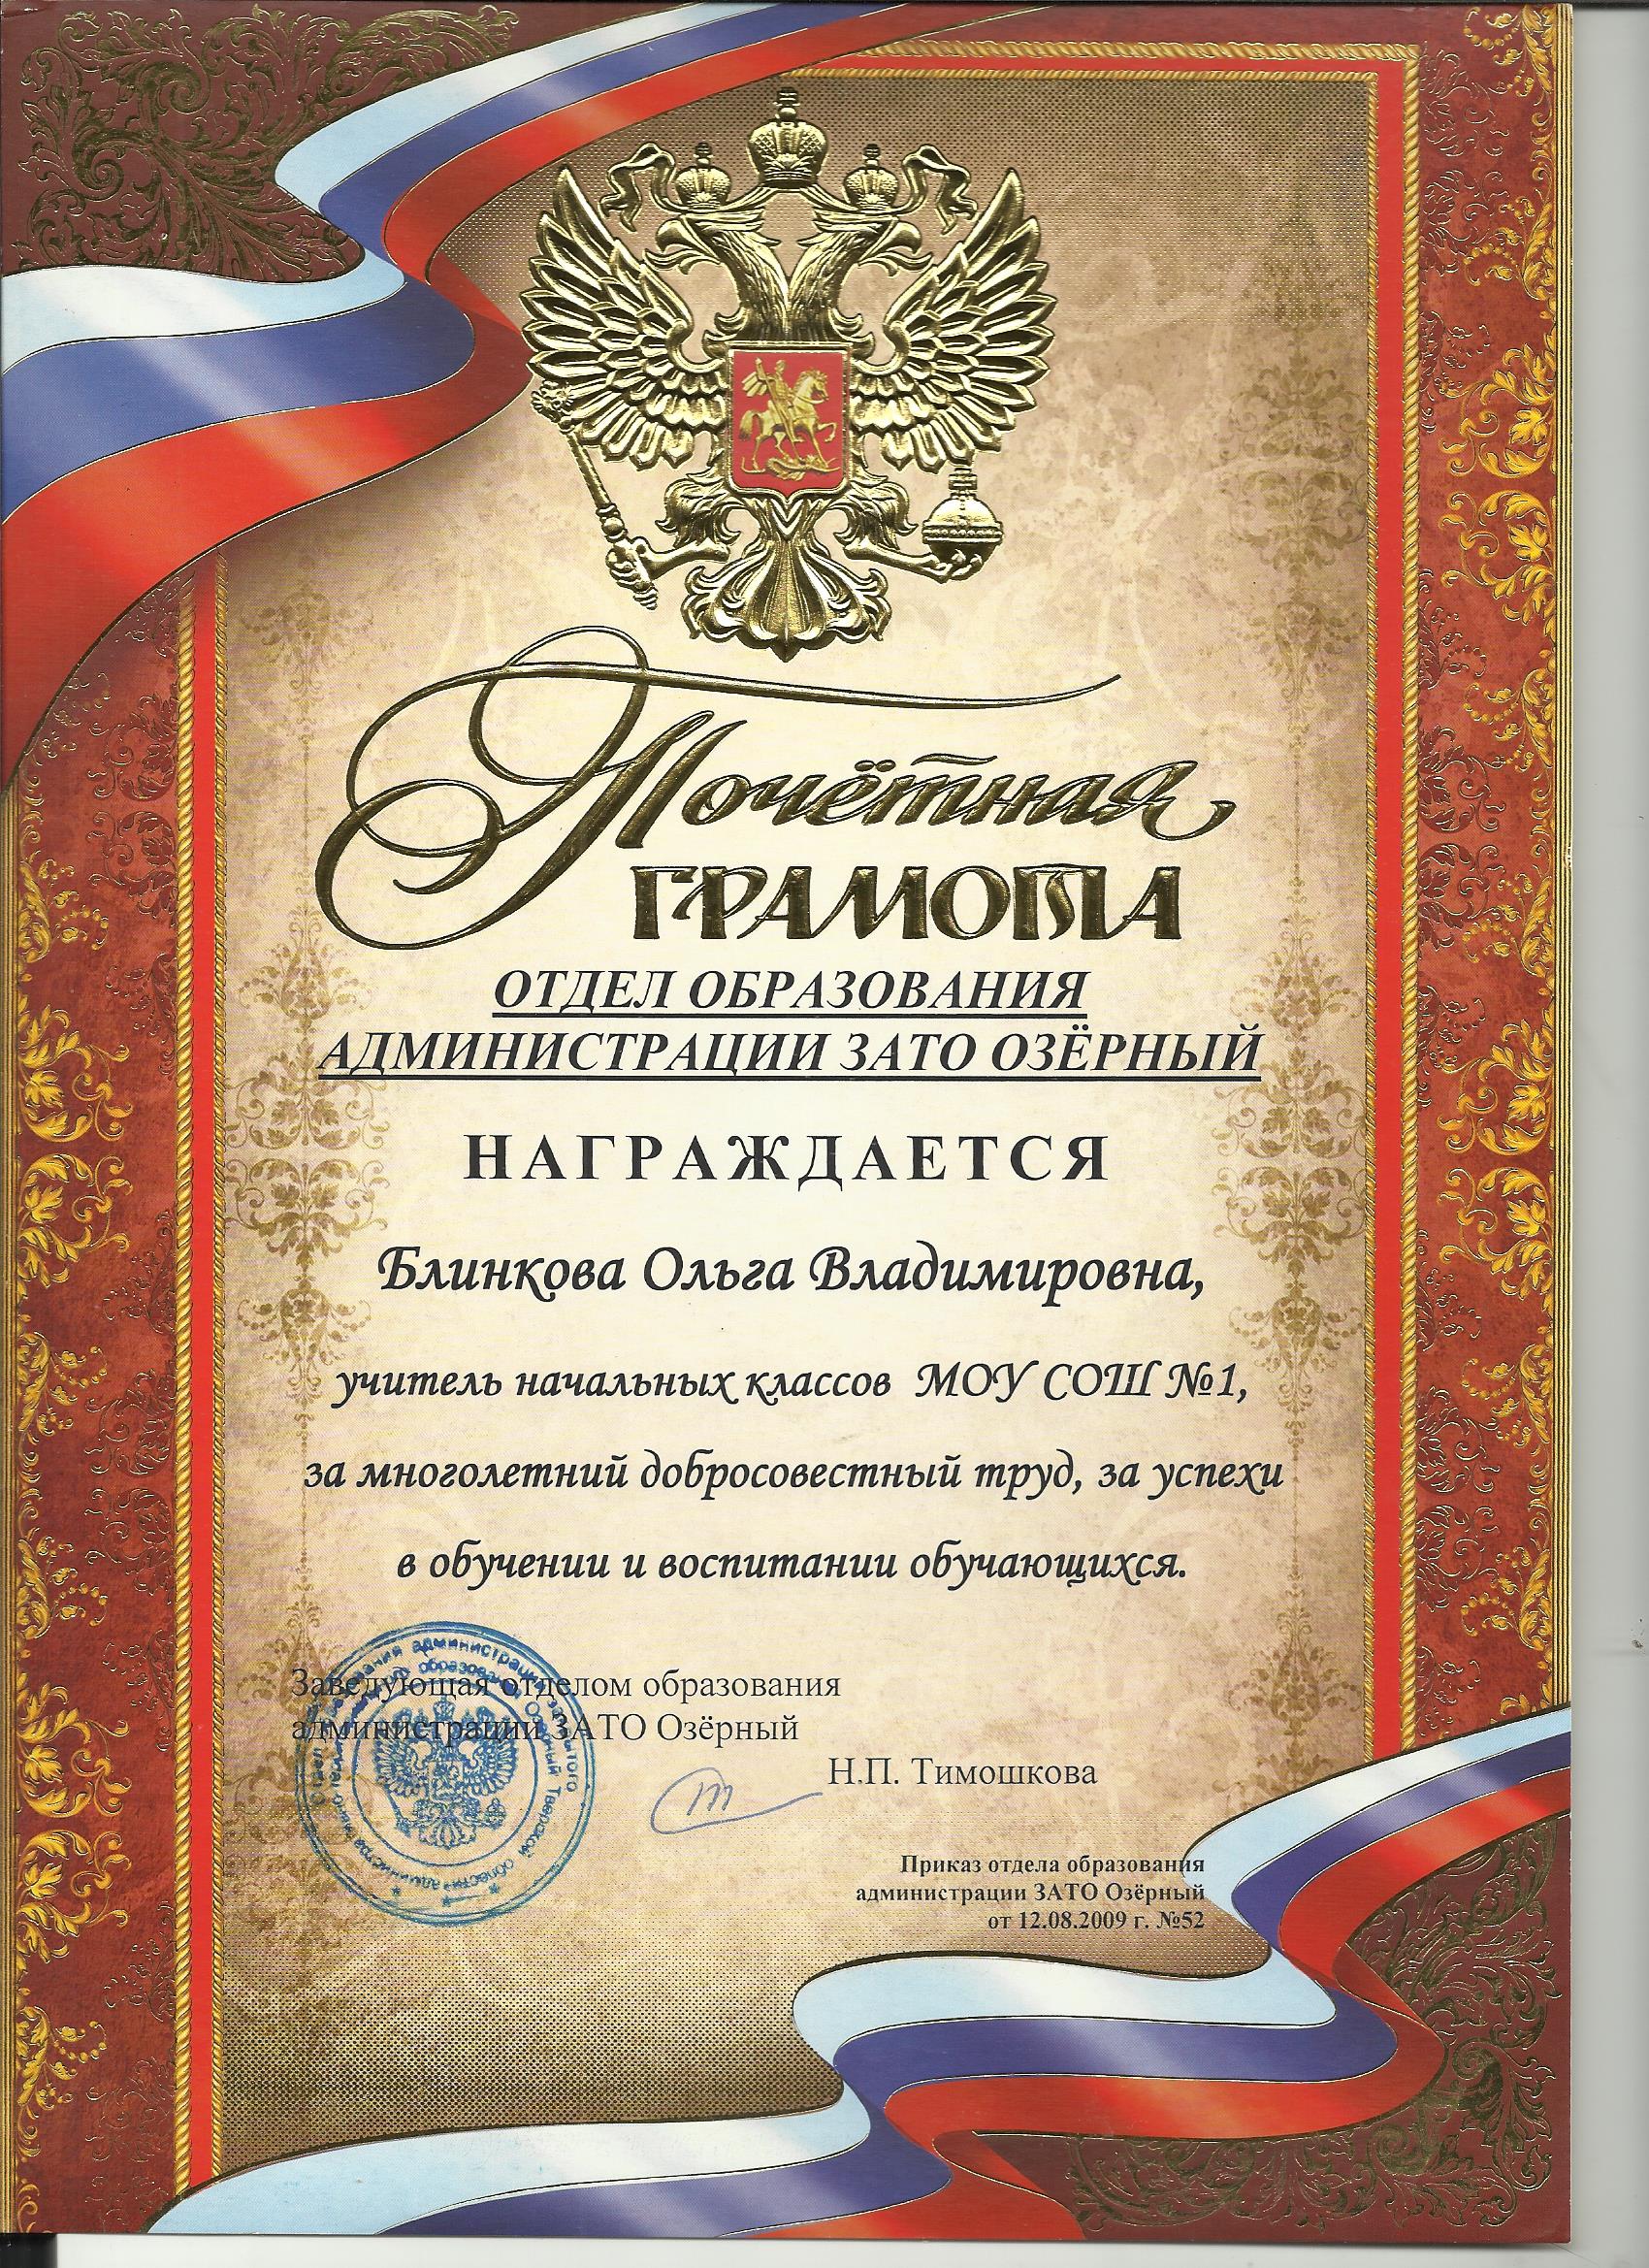 Почётная
ГРАМОТА
ОТДЕЛ ОБРАЗОВАНИЯ
АДМИНИСТРАЦИИ ЗАТО ОЗЁРНЫЙ
НАГРАЖДАЕТСЯ
Блинкова Ольга Владимировна,
учитель начальных классов МОУ СОШ №1,
за многолетний добросовестный труд, за успехи
в обучении и воспитании обучающихся.
Заведующая отделом образования
администрации ЗАТО Озёрный
Н.П. Тимошкова
Приказ отдела образования
администрации ЗАТО Озёрный
от 12.08.2009 г. №52